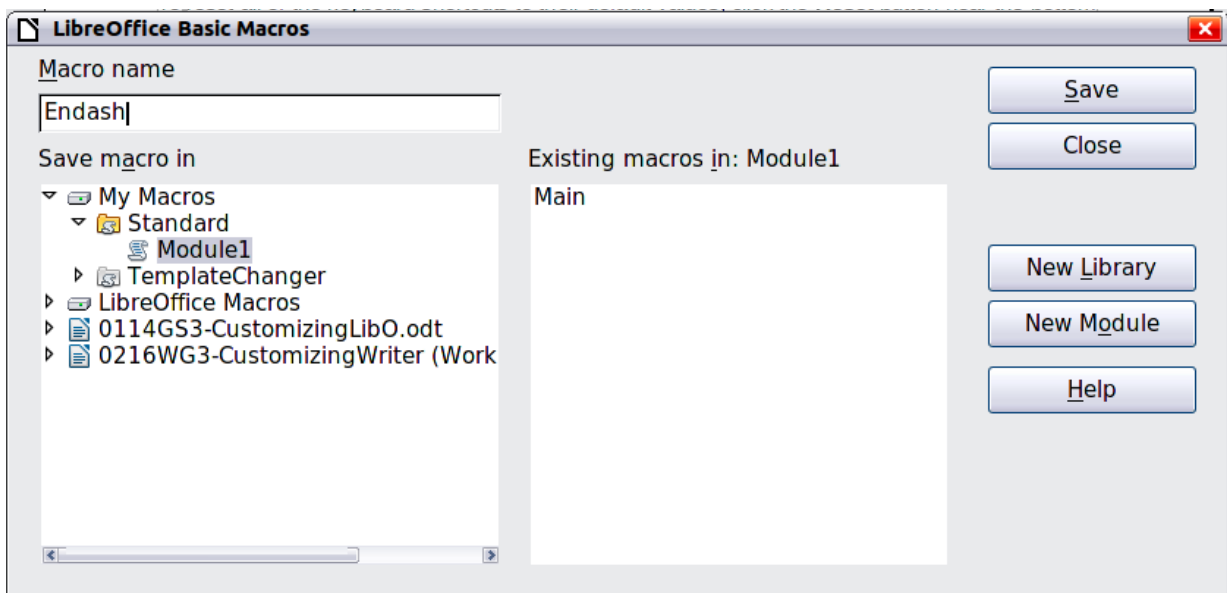 LibreOffice Basic Macros
Macro name
Endash
Save
Close
Save macro in
Existing macros in: Module1
My Macros
Standard
Module1
TemplateChanger
LibreOffice Macros
0114GS3-CustomizingLibO.odt
0216WG3-CustomizingWriter (Work
Main
New Library
New Module
Help